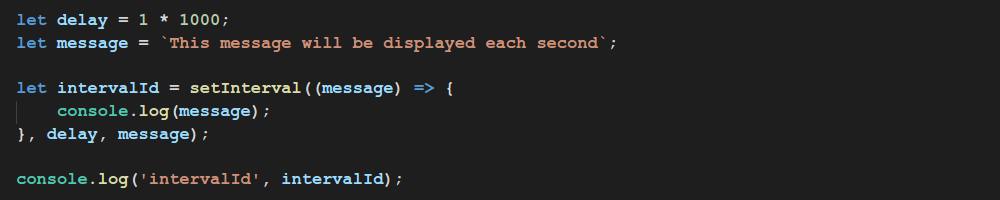 let delay = 1 * 1000;
let message = `This message will be displayed each second`;
let intervalId = setInterval((message) => {
    console.log(message);
}, delay, message);
console.log('intervalId', intervalId);